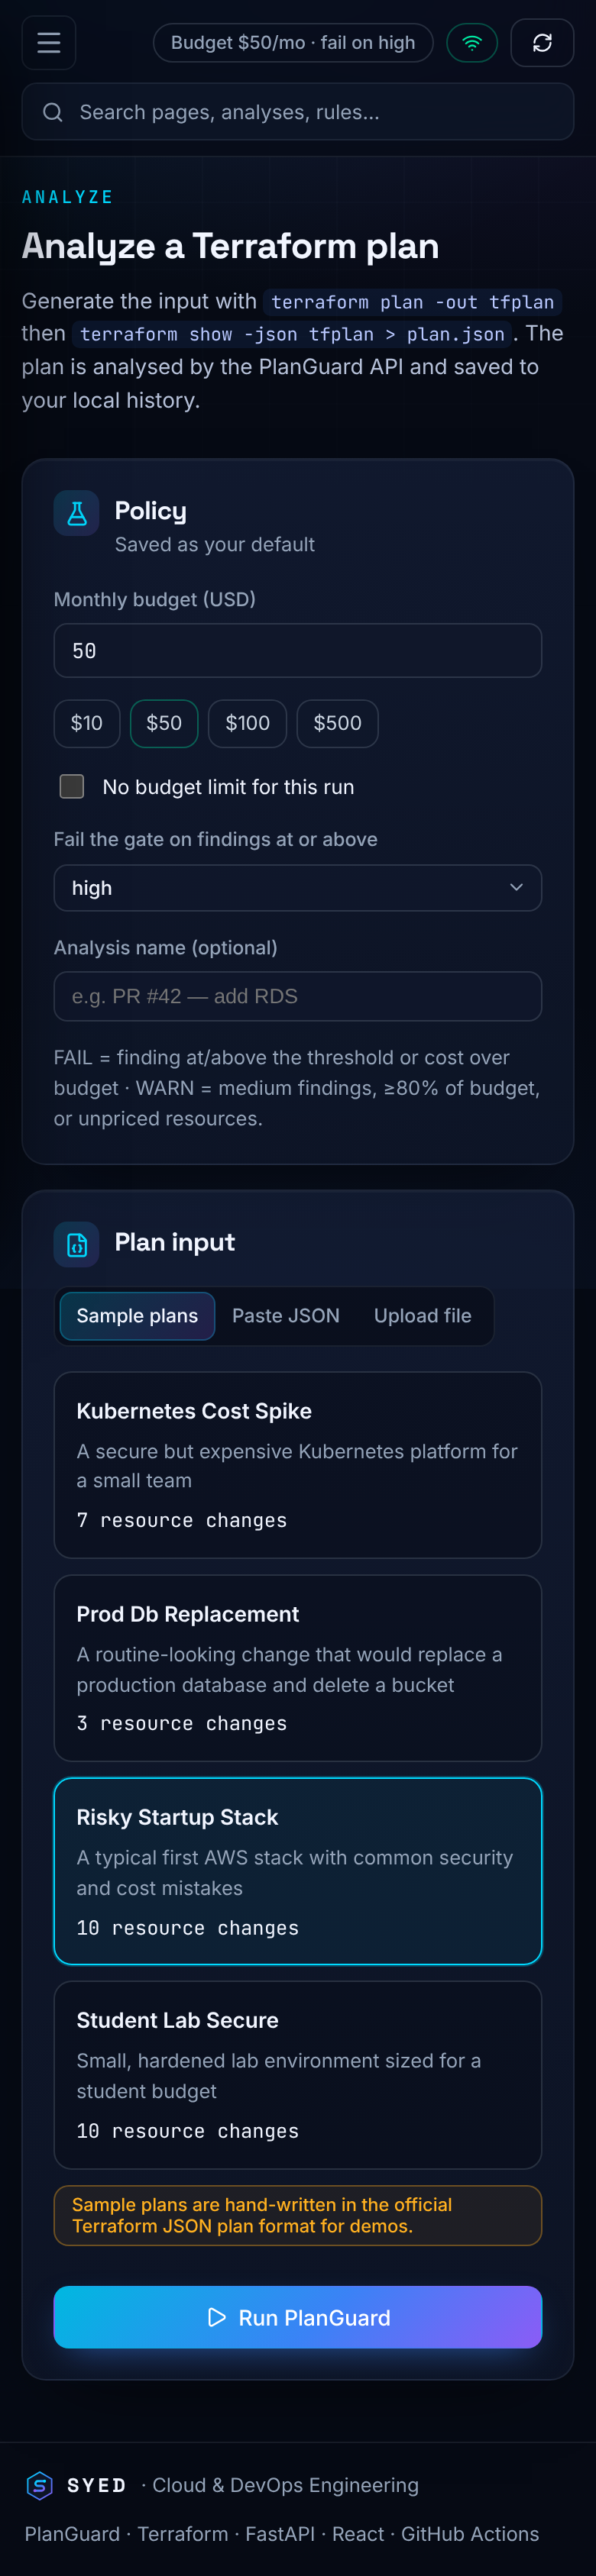 Budget $50/mo · fail on high
Search pages, analyses, rules...
ANALYZE
Analyze a Terraform plan
Generate the input with terraform plan -out tfplan
then terraform show -json tfplan > plan.json. The
plan is analysed by the PlanGuard API and saved to
your local history.
Policy
Saved as your default
Monthly budget (USD)
50
$10 $50 $100 $500
No budget limit for this run
Fail the gate on findings at or above
high
Analysis name (optional)
e.g. PR #42 — add RDS
FAIL = finding at/above the threshold or cost over
budget · WARN = medium findings, ≥80% of budget,
or unpriced resources.
Plan input
Sample plans Paste JSON Upload file
Kubernetes Cost Spike
A secure but expensive Kubernetes platform for
a small team
7 resource changes
Prod Db Replacement
A routine-looking change that would replace a
production database and delete a bucket
3 resource changes
Risky Startup Stack
A typical first AWS stack with common security
and cost mistakes
10 resource changes
Student Lab Secure
Small, hardened lab environment sized for a
student budget
10 resource changes
Sample plans are hand-written in the official
Terraform JSON plan format for demos.
Run PlanGuard
SYED · Cloud & DevOps Engineering
PlanGuard · Terraform · FastAPI · React · GitHub Actions